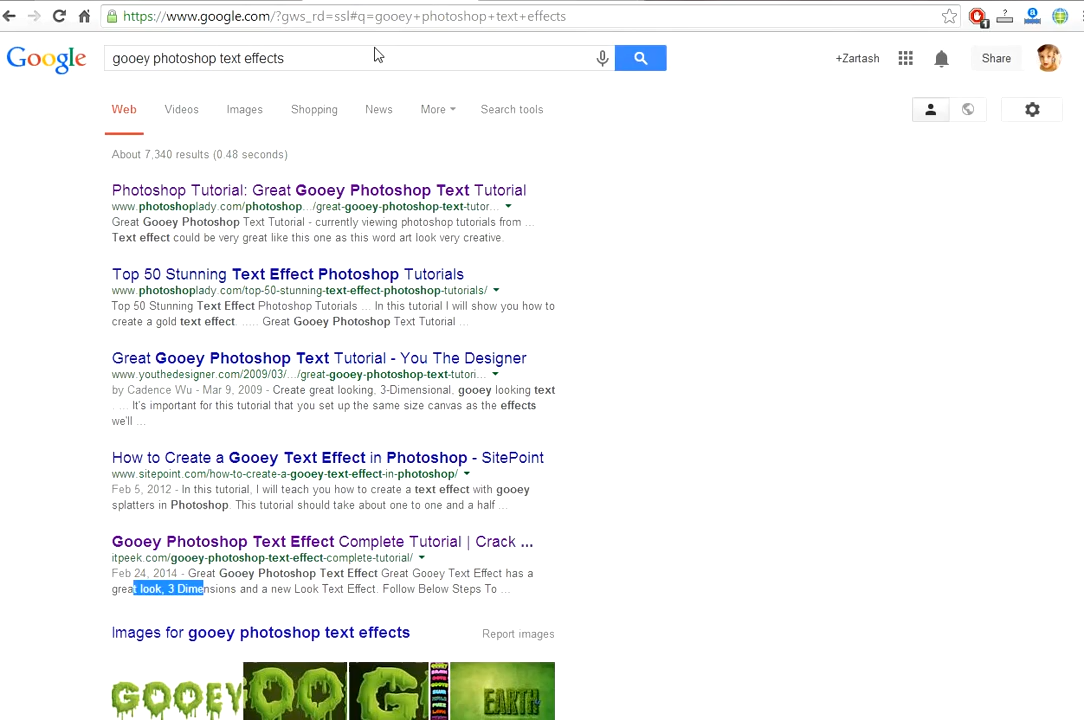 https://www.google.com/?gws_rd=ssl#q=gooey+photoshop+text+effects
Google
gooey photoshop text effects
+Zartash
Share
Web Videos Images Shopping News More Search tools
About 7,340 results (0.48 seconds)
Photoshop Tutorial: Great Gooey Photoshop Text Tutorial
www.photoshoplady.com/photoshop.../great-gooey-photoshop-text-tutor...
Great Gooey Photoshop Text Tutorial - currently viewing photoshop tutorials from ...
Text effect could be very great like this one as this word art look very creative.
Top 50 Stunning Text Effect Photoshop Tutorials
www.photoshoplady.com/top-50-stunning-text-effect-photoshop-tutorials/
Top 50 Stunning Text Effect Photoshop Tutorials ... In this tutorial I will show you how to
create a gold text effect. ..... Great Gooey Photoshop Text Tutorial ...
Great Gooey Photoshop Text Tutorial - You The Designer
www.youthedesigner.com/2009/03/.../great-gooey-photoshop-text-tutori...
by Cadence Wu - Mar 9, 2009 - Create great looking, 3-Dimensional, gooey looking text
. ... It's important for this tutorial that you set up the same size canvas as the effects
we'll ...
How to Create a Gooey Text Effect in Photoshop - SitePoint
www.sitepoint.com/how-to-create-a-gooey-text-effect-in-photoshop/
Feb 5, 2012 - In this tutorial, I will teach you how to create a text effect with gooey
splatters in Photoshop. This tutorial should take about one to one and a half ...
Gooey Photoshop Text Effect Complete Tutorial | Crack ...
itpeek.com/gooey-photoshop-text-effect-complete-tutorial/
Feb 24, 2014 - Great Gooey Photoshop Text Effect Great Gooey Text Effect has a
great look, 3 Dimensions and a new Look Text Effect. Follow Below Steps To ...
Images for gooey photoshop text effects
Report images
GOOEY
EARTH